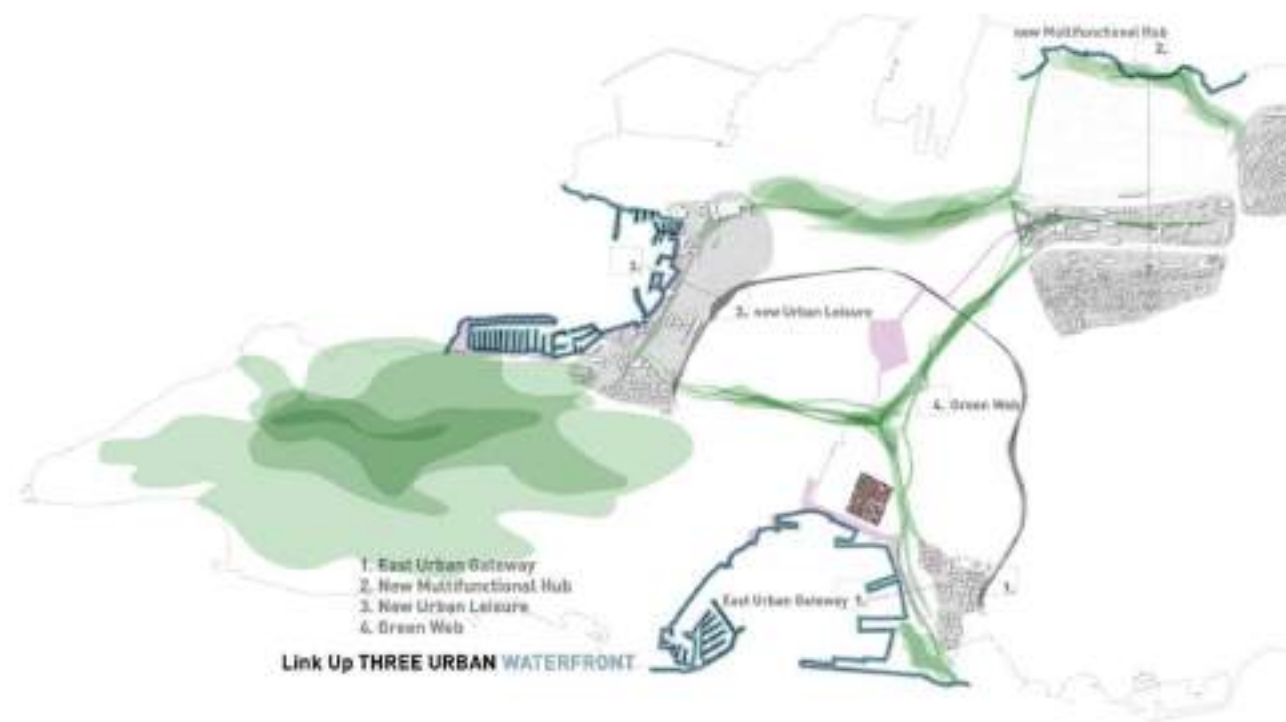 new Multifunctional Hub
2.
3.
3. new Urban Leisure
4. Green Web
1. East Urban Gateway
2. New Multifunctional Hub
3. New Urban Leisure
4. Green Web
East Urban Gateway 1.
1.
Link Up THREE URBAN WATERFRONT